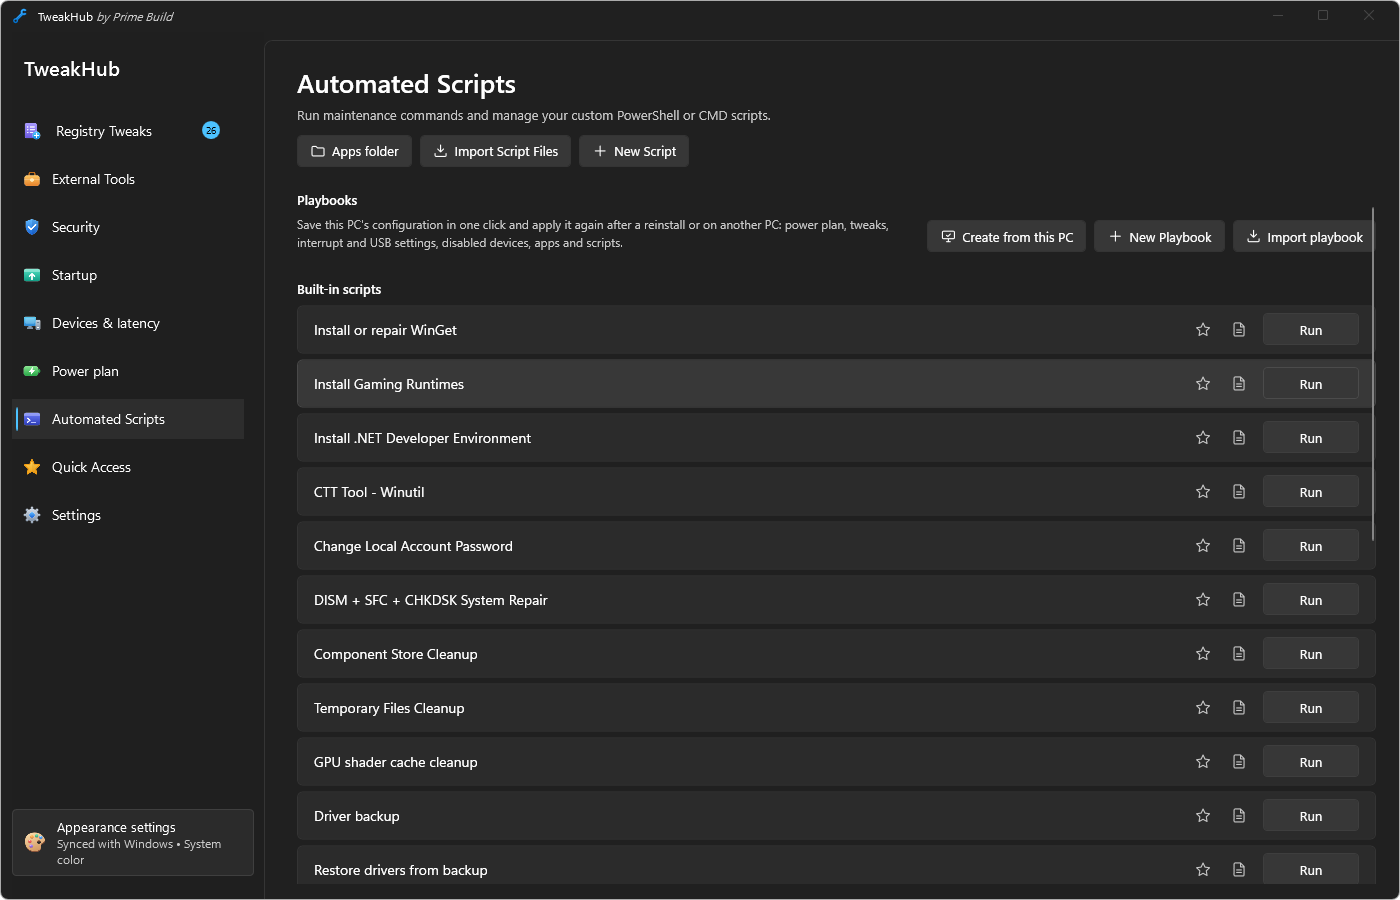 TweakHub by Prime Build
TweakHub
Registry Tweaks
26
External Tools
Security
Startup
Devices & latency
Power plan
Automated Scripts
Quick Access
Settings
Appearance settings
Synced with Windows • System
color
Automated Scripts
Run maintenance commands and manage your custom PowerShell or CMD scripts.
Apps folder
Import Script Files
New Script
Playbooks
Save this PC's configuration in one click and apply it again after a reinstall or on another PC: power plan, tweaks,
interrupt and USB settings, disabled devices, apps and scripts.
Create from this PC
New Playbook
Import playbook
Built-in scripts
Install or repair WinGet
Run
Install Gaming Runtimes
Run
Install .NET Developer Environment
Run
CTT Tool - Winutil
Run
Change Local Account Password
Run
DISM + SFC + CHKDSK System Repair
Run
Component Store Cleanup
Run
Temporary Files Cleanup
Run
GPU shader cache cleanup
Run
Driver backup
Run
Restore drivers from backup
Run